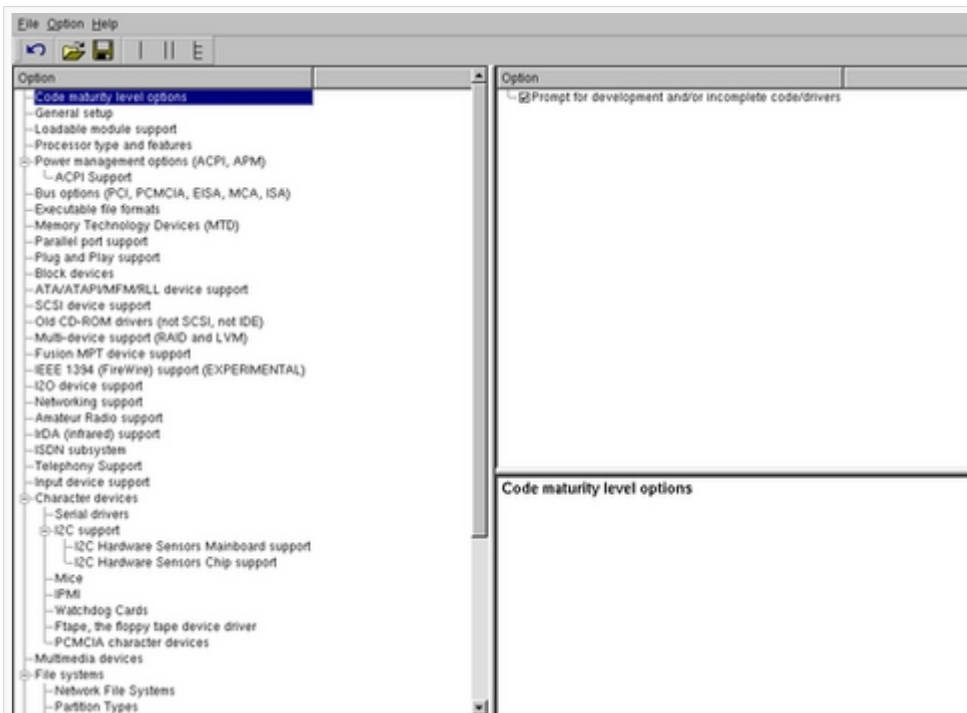 File Option Help
Option
Code maturity level options
General setup
Loadable module support
Processor type and features
Power management options (ACPI, APM)
ACPI Support
Bus options (PCI, PCMCIA, EISA, MCA, ISA)
Executable file formats
Memory Technology Devices (MTD)
Parallel port support
Plug and Play support
Block devices
ATA/ATAPI/MFM/RLL device support
SCSI device support
Old CD-ROM drivers (not SCSI, not IDE)
Multi-device support (RAID and LVM)
Fusion MPT device support
IEEE 1394 (FireWire) support (EXPERIMENTAL)
I2O device support
Networking support
Amateur Radio support
IrDA (infrared) support
ISDN subsystem
Telephony Support
Input device support
Character devices
Serial drivers
I2C support
I2C Hardware Sensors Mainboard support
I2C Hardware Sensors Chip support
Mice
IPMI
Watchdog Cards
Ftape, the floppy tape device driver
PCMCIA character devices
Multimedia devices
File systems
Network File Systems
Partition Types
Option
Prompt for development and/or incomplete code/drivers
Code maturity level options